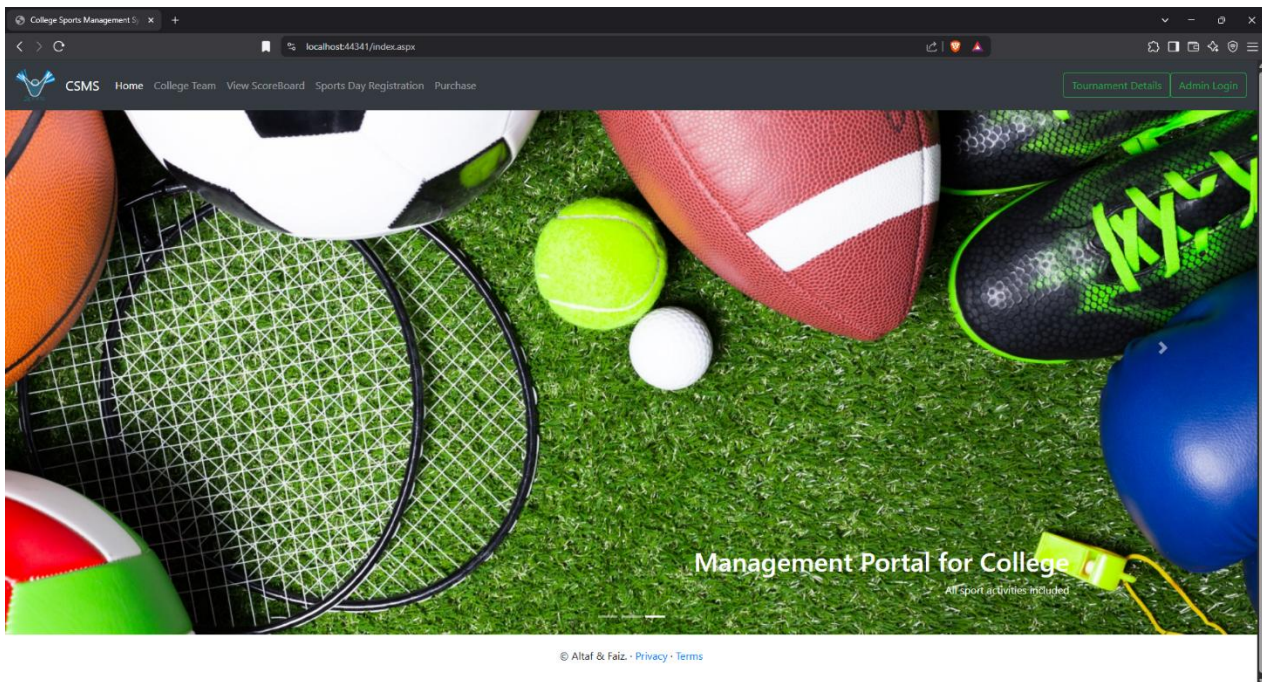 College Sports Management Sy
localhost:44341/index.aspx
CSMS Home College Team View ScoreBoard Sports Day Registration Purchase Tournament Details Admin Login
Management Portal for College
All sport activities included
© Altaf & Faiz. · Privacy · Terms